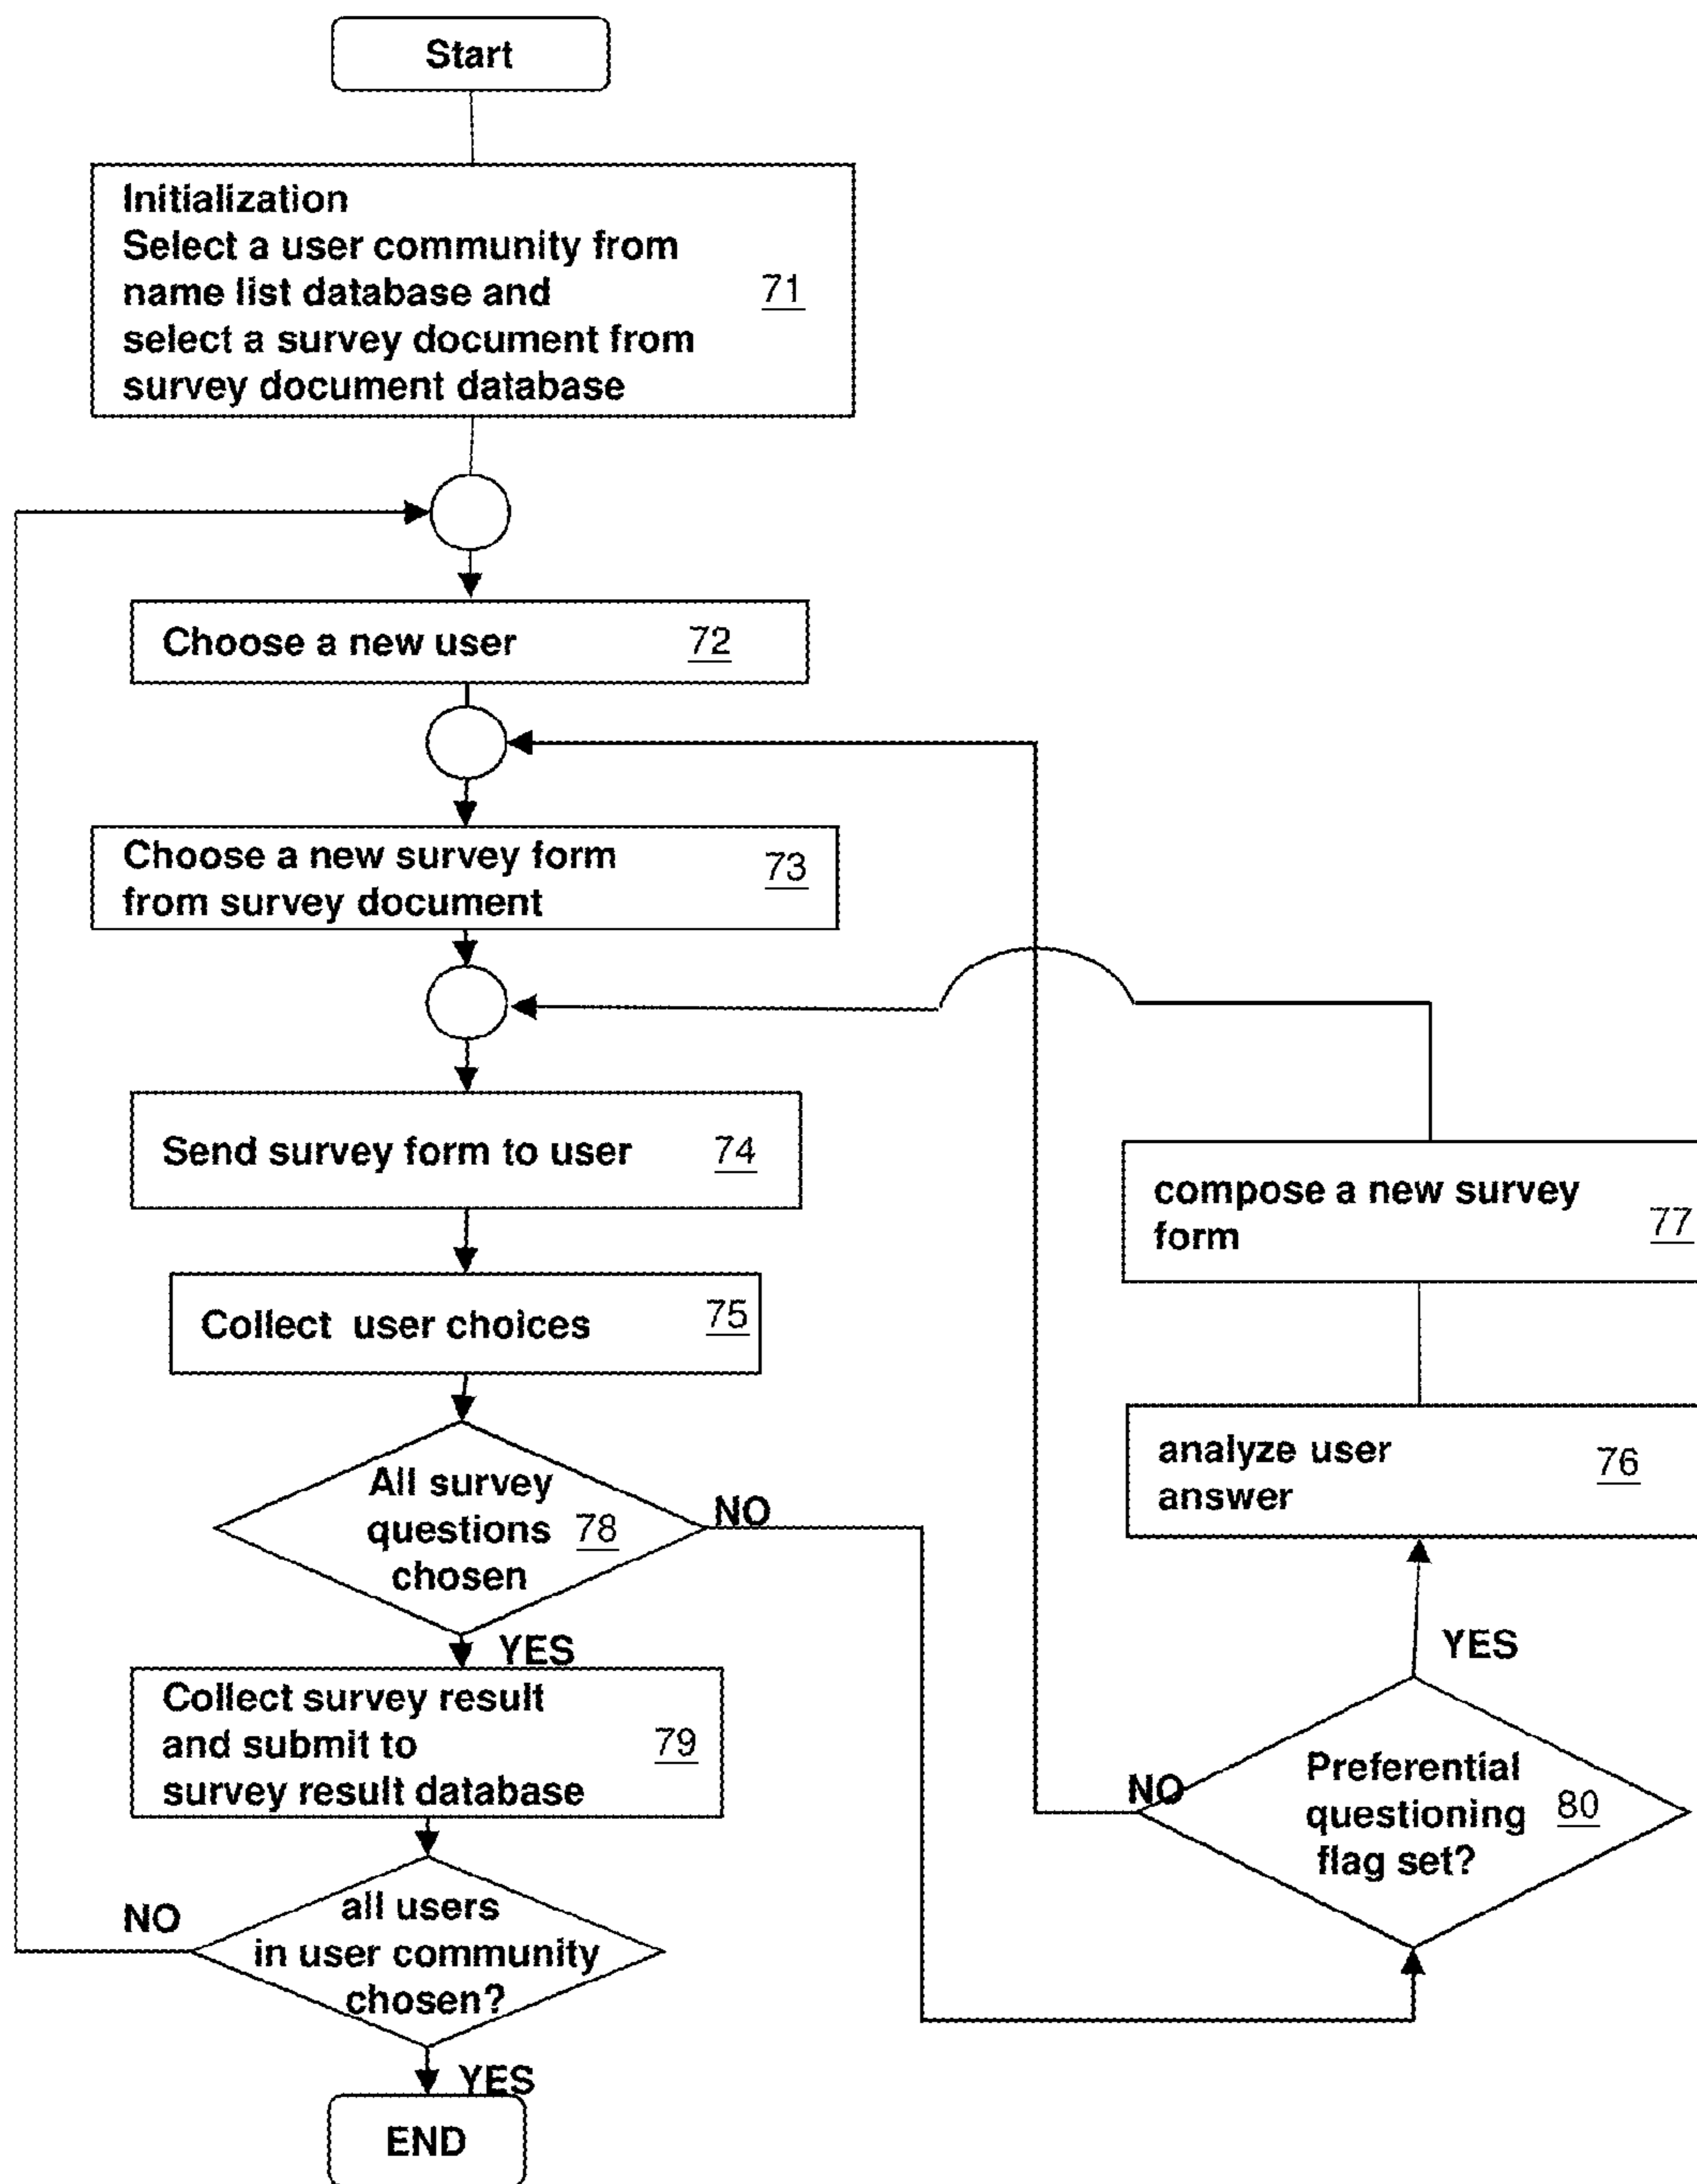 Start
Initialization
Select a user community from
name list database and
select a survey document from
survey document database
71
Choose a new user 72
Choose a new survey form
from survey document
73
Send survey form to user 74
compose a new survey
form
77
Collect user choices 75
analyze user
answer
76
All survey
questions 78
chosen
NO
YES
Collect survey result
and submit to
survey result database
79
YES
Preferential
questioning 80
flag set?
NO
all users
in user community
chosen?
NO
YES
END